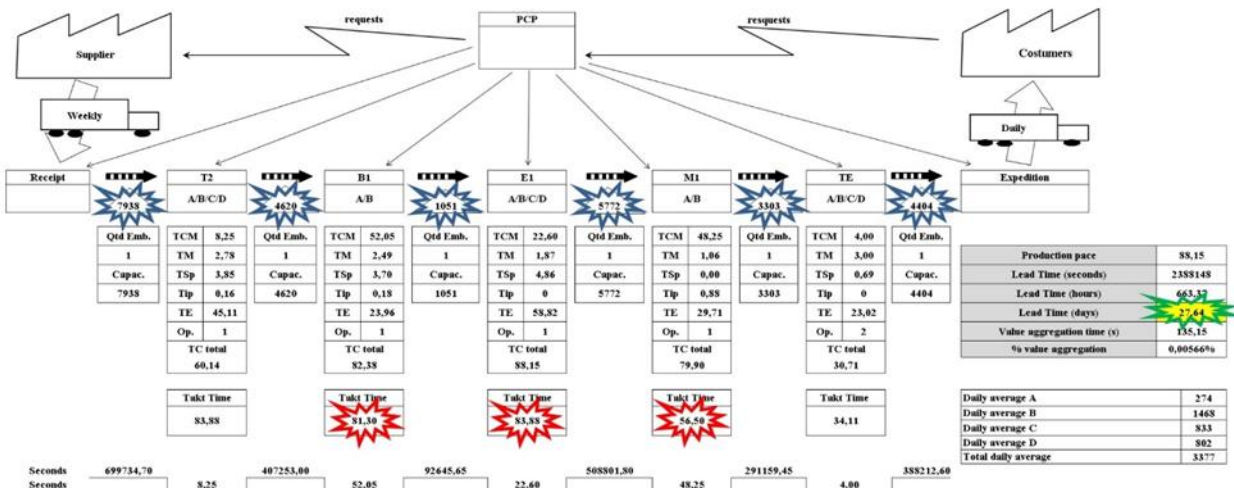 requests
PCP
resquests
Supplier
Costumers
Weekly
Daily
Receipt
T2
B1
E1
M1
TE
Expedition
A/B/C/D
A/B
A/B/C/D
A/B
A/B/C/D
7938
4620
1051
5772
3303
4404
Qtd Emb.
1
Capac.
7938
TCM 8,25
TM 2,78
TSp 3,85
Tip 0,16
TE 45,11
Op. 1
TC total
60,14
Takt Time
83,88
Qtd Emb.
1
Capac.
4620
TCM 52,05
TM 2,49
TSp 3,70
Tip 0,18
TE 23,96
Op. 1
TC total
82,38
Takt Time
81,30
Qtd Emb.
1
Capac.
1051
TCM 22,60
TM 1,87
TSp 4,86
Tip 0
TE 58,82
Op. 1
TC total
88,15
Takt Time
83,88
Qtd Emb.
1
Capac.
5772
TCM 48,25
TM 1,06
TSp 0,00
Tip 0,88
TE 29,71
Op. 1
TC total
79,90
Takt Time
56,50
Qtd Emb.
1
Capac.
3303
TCM 4,00
TM 3,00
TSp 0,69
Tip 0
TE 23,02
Op. 2
TC total
30,71
Takt Time
34,11
Qtd Emb.
1
Capac.
4404
Production pace 88,15
Lead Time (seconds) 2388148
Lead Time (hours) 663,37
Lead Time (days) 27,64
Value aggregation time (s) 135,15
% value aggregation 0,00566%
Daily average A 274
Daily average B 1468
Daily average C 833
Daily average D 802
Total daily average 3377
Seconds 699734,70 407253,00 92645,65 508801,80 291159,45 388212,60
Seconds 8,25 52,05 22,60 48,25 4,00